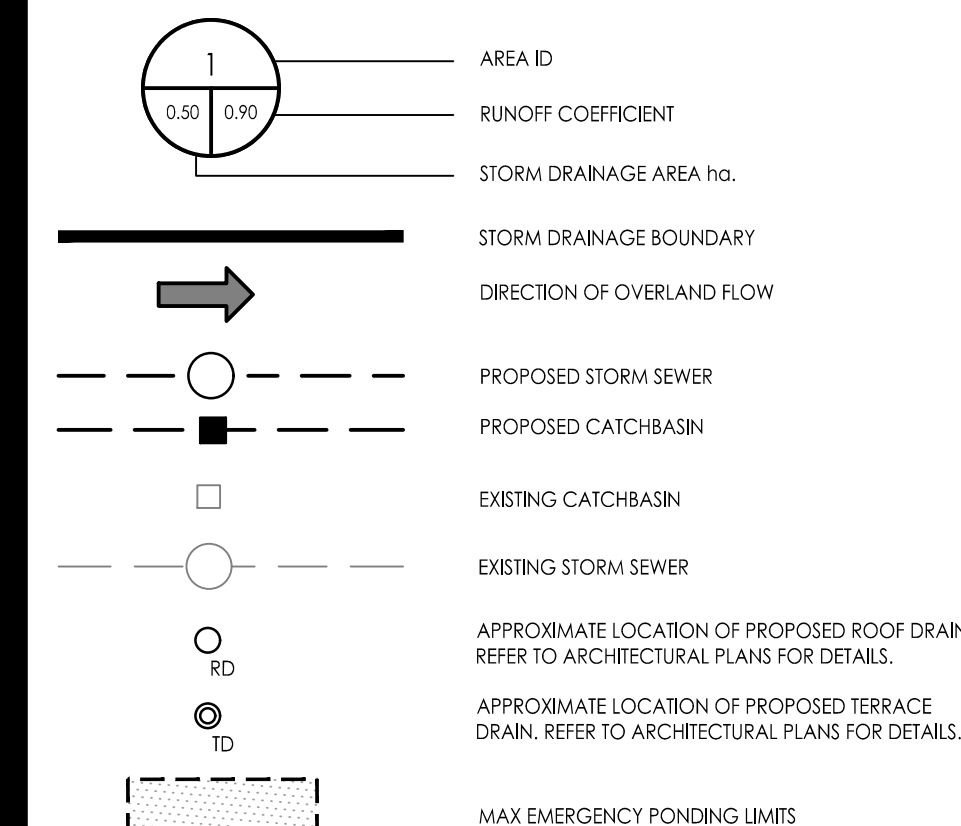 1
0.50 0.90
AREA ID
RUNOFF COEFFICIENT
STORM DRAINAGE AREA ha.
STORM DRAINAGE BOUNDARY
DIRECTION OF OVERLAND FLOW
PROPOSED STORM SEWER
PROPOSED CATCHBASIN
EXISTING CATCHBASIN
EXISTING STORM SEWER
RD
APPROXIMATE LOCATION OF PROPOSED ROOF DRAIN
REFER TO ARCHITECTURAL PLANS FOR DETAILS.
TD
APPROXIMATE LOCATION OF PROPOSED TERRACE
DRAIN. REFER TO ARCHITECTURAL PLANS FOR DETAILS.
MAX EMERGENCY PONDING LIMITS